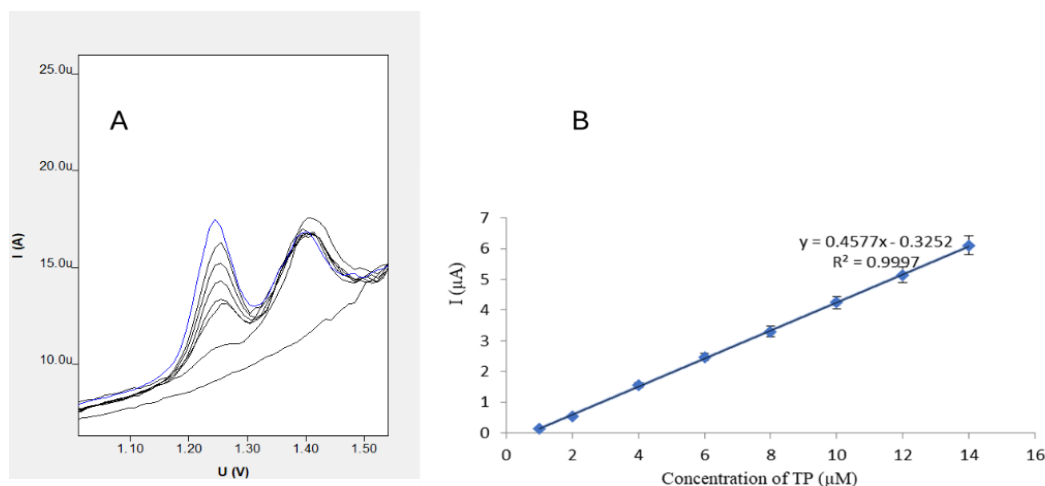 A
I (A)
25.0u
20.0u
15.0u
10.0u
1.10 1.20 1.30 1.40 1.50
U (V)
B
I (µA)
7
6
5
4
3
2
1
0
y = 0.4577x - 0.3252
R² = 0.9997
0 2 4 6 8 10 12 14 16
Concentration of TP (µM)